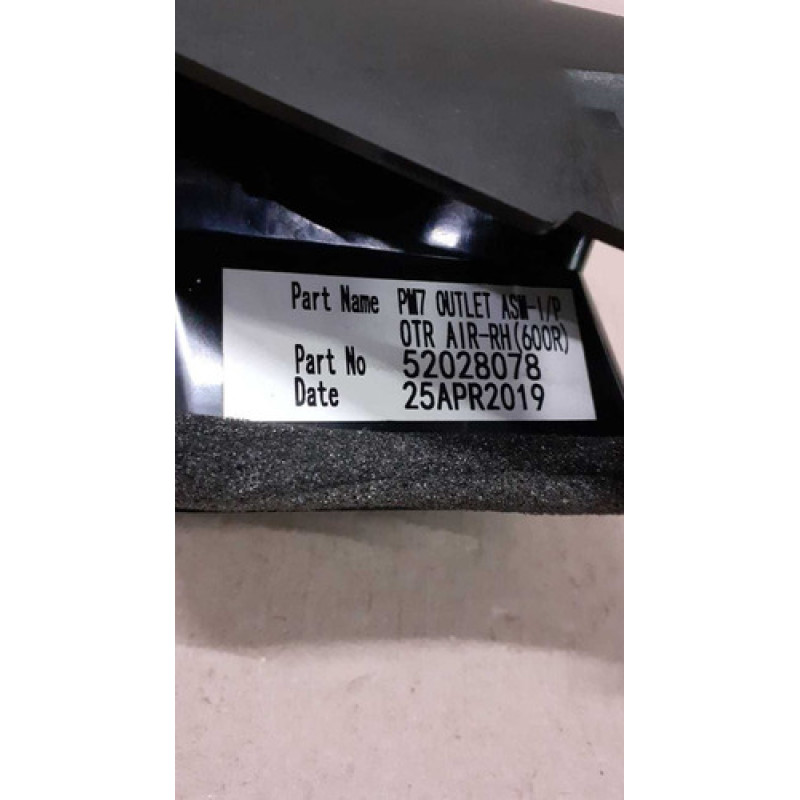 Part Name PM7 OUTLET ASM-I/P
OTR AIR-RH(600R)
Part No 52028078
Date 25APR2019